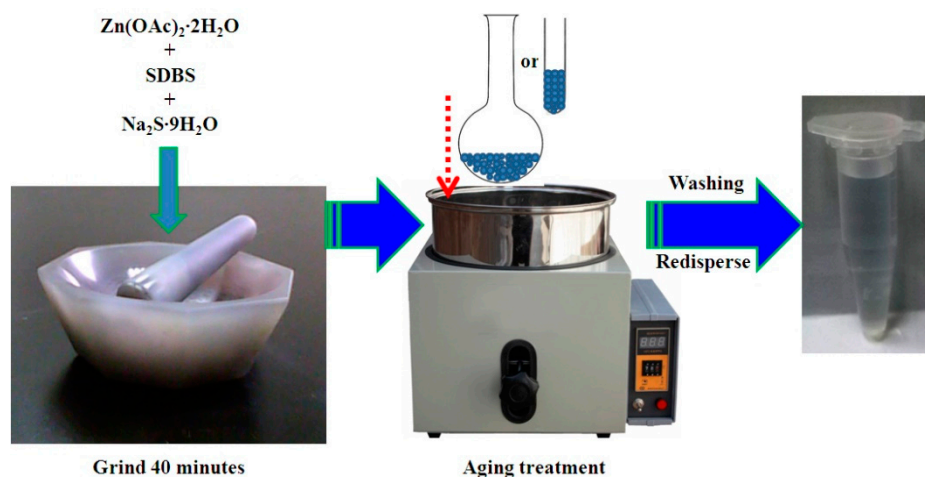 Zn(OAc)₂·2H₂O
+
SDBS
+
Na₂S·9H₂O
Grind 40 minutes
or
Aging treatment
Washing
Redisperse